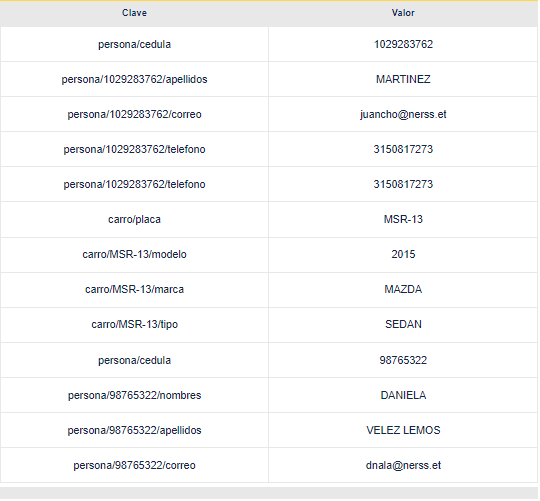 Clave Valor
persona/cedula 1029283762
persona/1029283762/apellidos MARTINEZ
persona/1029283762/correo juancho@nerss.et
persona/1029283762/telefono 3150817273
persona/1029283762/telefono 3150817273
carro/placa MSR-13
carro/MSR-13/modelo 2015
carro/MSR-13/marca MAZDA
carro/MSR-13/tipo SEDAN
persona/cedula 98765322
persona/98765322/nombres DANIELA
persona/98765322/apellidos VELEZ LEMOS
persona/98765322/correo dnala@nerss.et